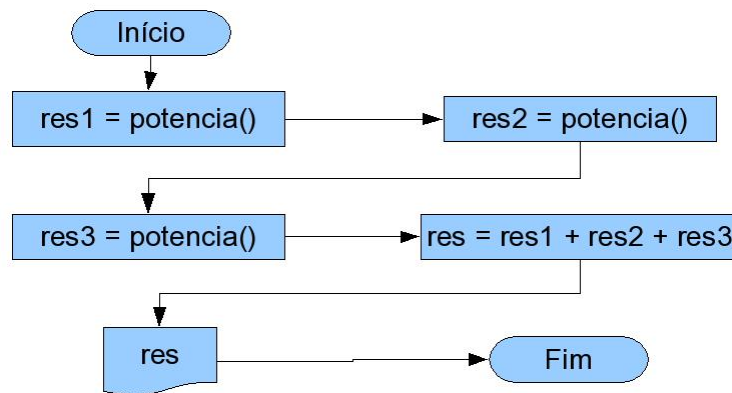 Início
res1 = potencia()
res2 = potencia()
res3 = potencia()
res = res1 + res2 + res3
res
Fim